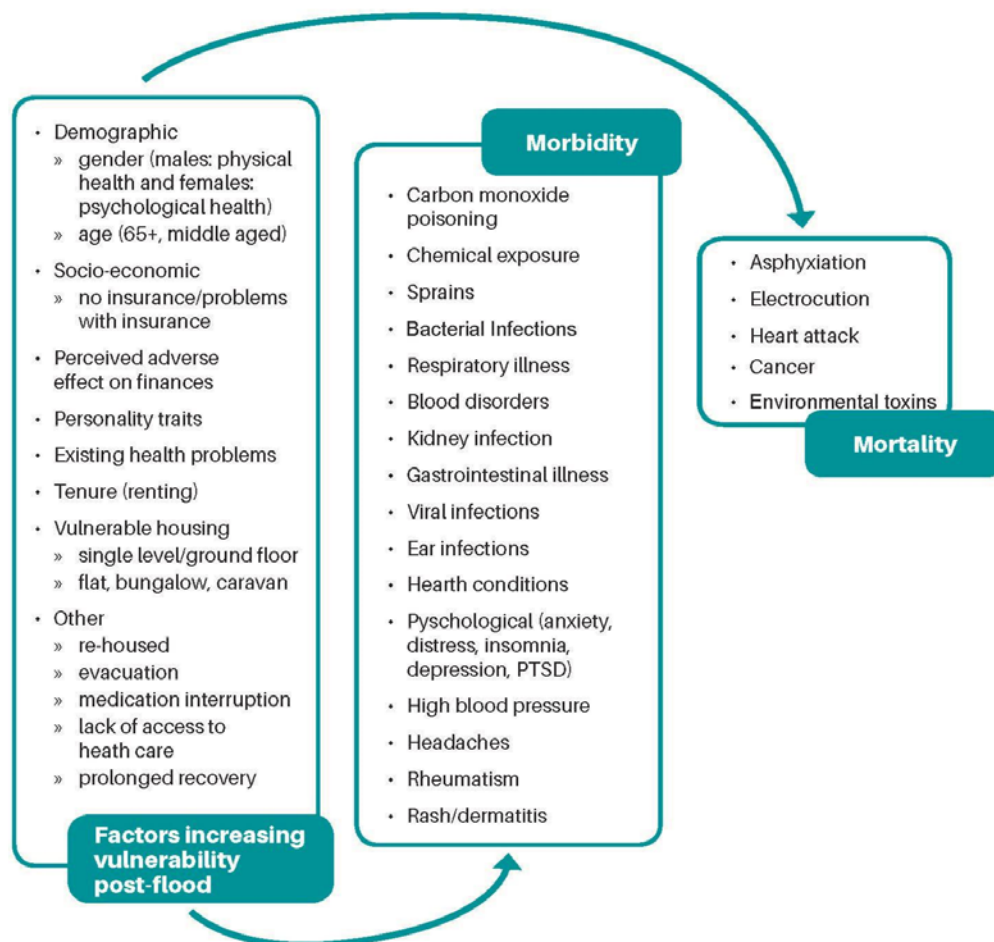 • Demographic
» gender (males: physical
health and females:
psychological health)
» age (65+, middle aged)
• Socio-economic
» no insurance/problems
with insurance
• Perceived adverse
effect on finances
• Personality traits
• Existing health problems
• Tenure (renting)
• Vulnerable housing
» single level/ground floor
» flat, bungalow, caravan
• Other
» re-housed
» evacuation
» medication interruption
» lack of access to
heath care
» prolonged recovery
Factors increasing
vulnerability
post-flood
Morbidity
• Carbon monoxide
poisoning
• Chemical exposure
• Sprains
• Bacterial Infections
• Respiratory illness
• Blood disorders
• Kidney infection
• Gastrointestinal illness
• Viral infections
• Ear infections
• Hearth conditions
• Pyschological (anxiety,
distress, insomnia,
depression, PTSD)
• High blood pressure
• Headaches
• Rheumatism
• Rash/dermatitis
• Asphyxiation
• Electrocution
• Heart attack
• Cancer
• Environmental toxins
Mortality